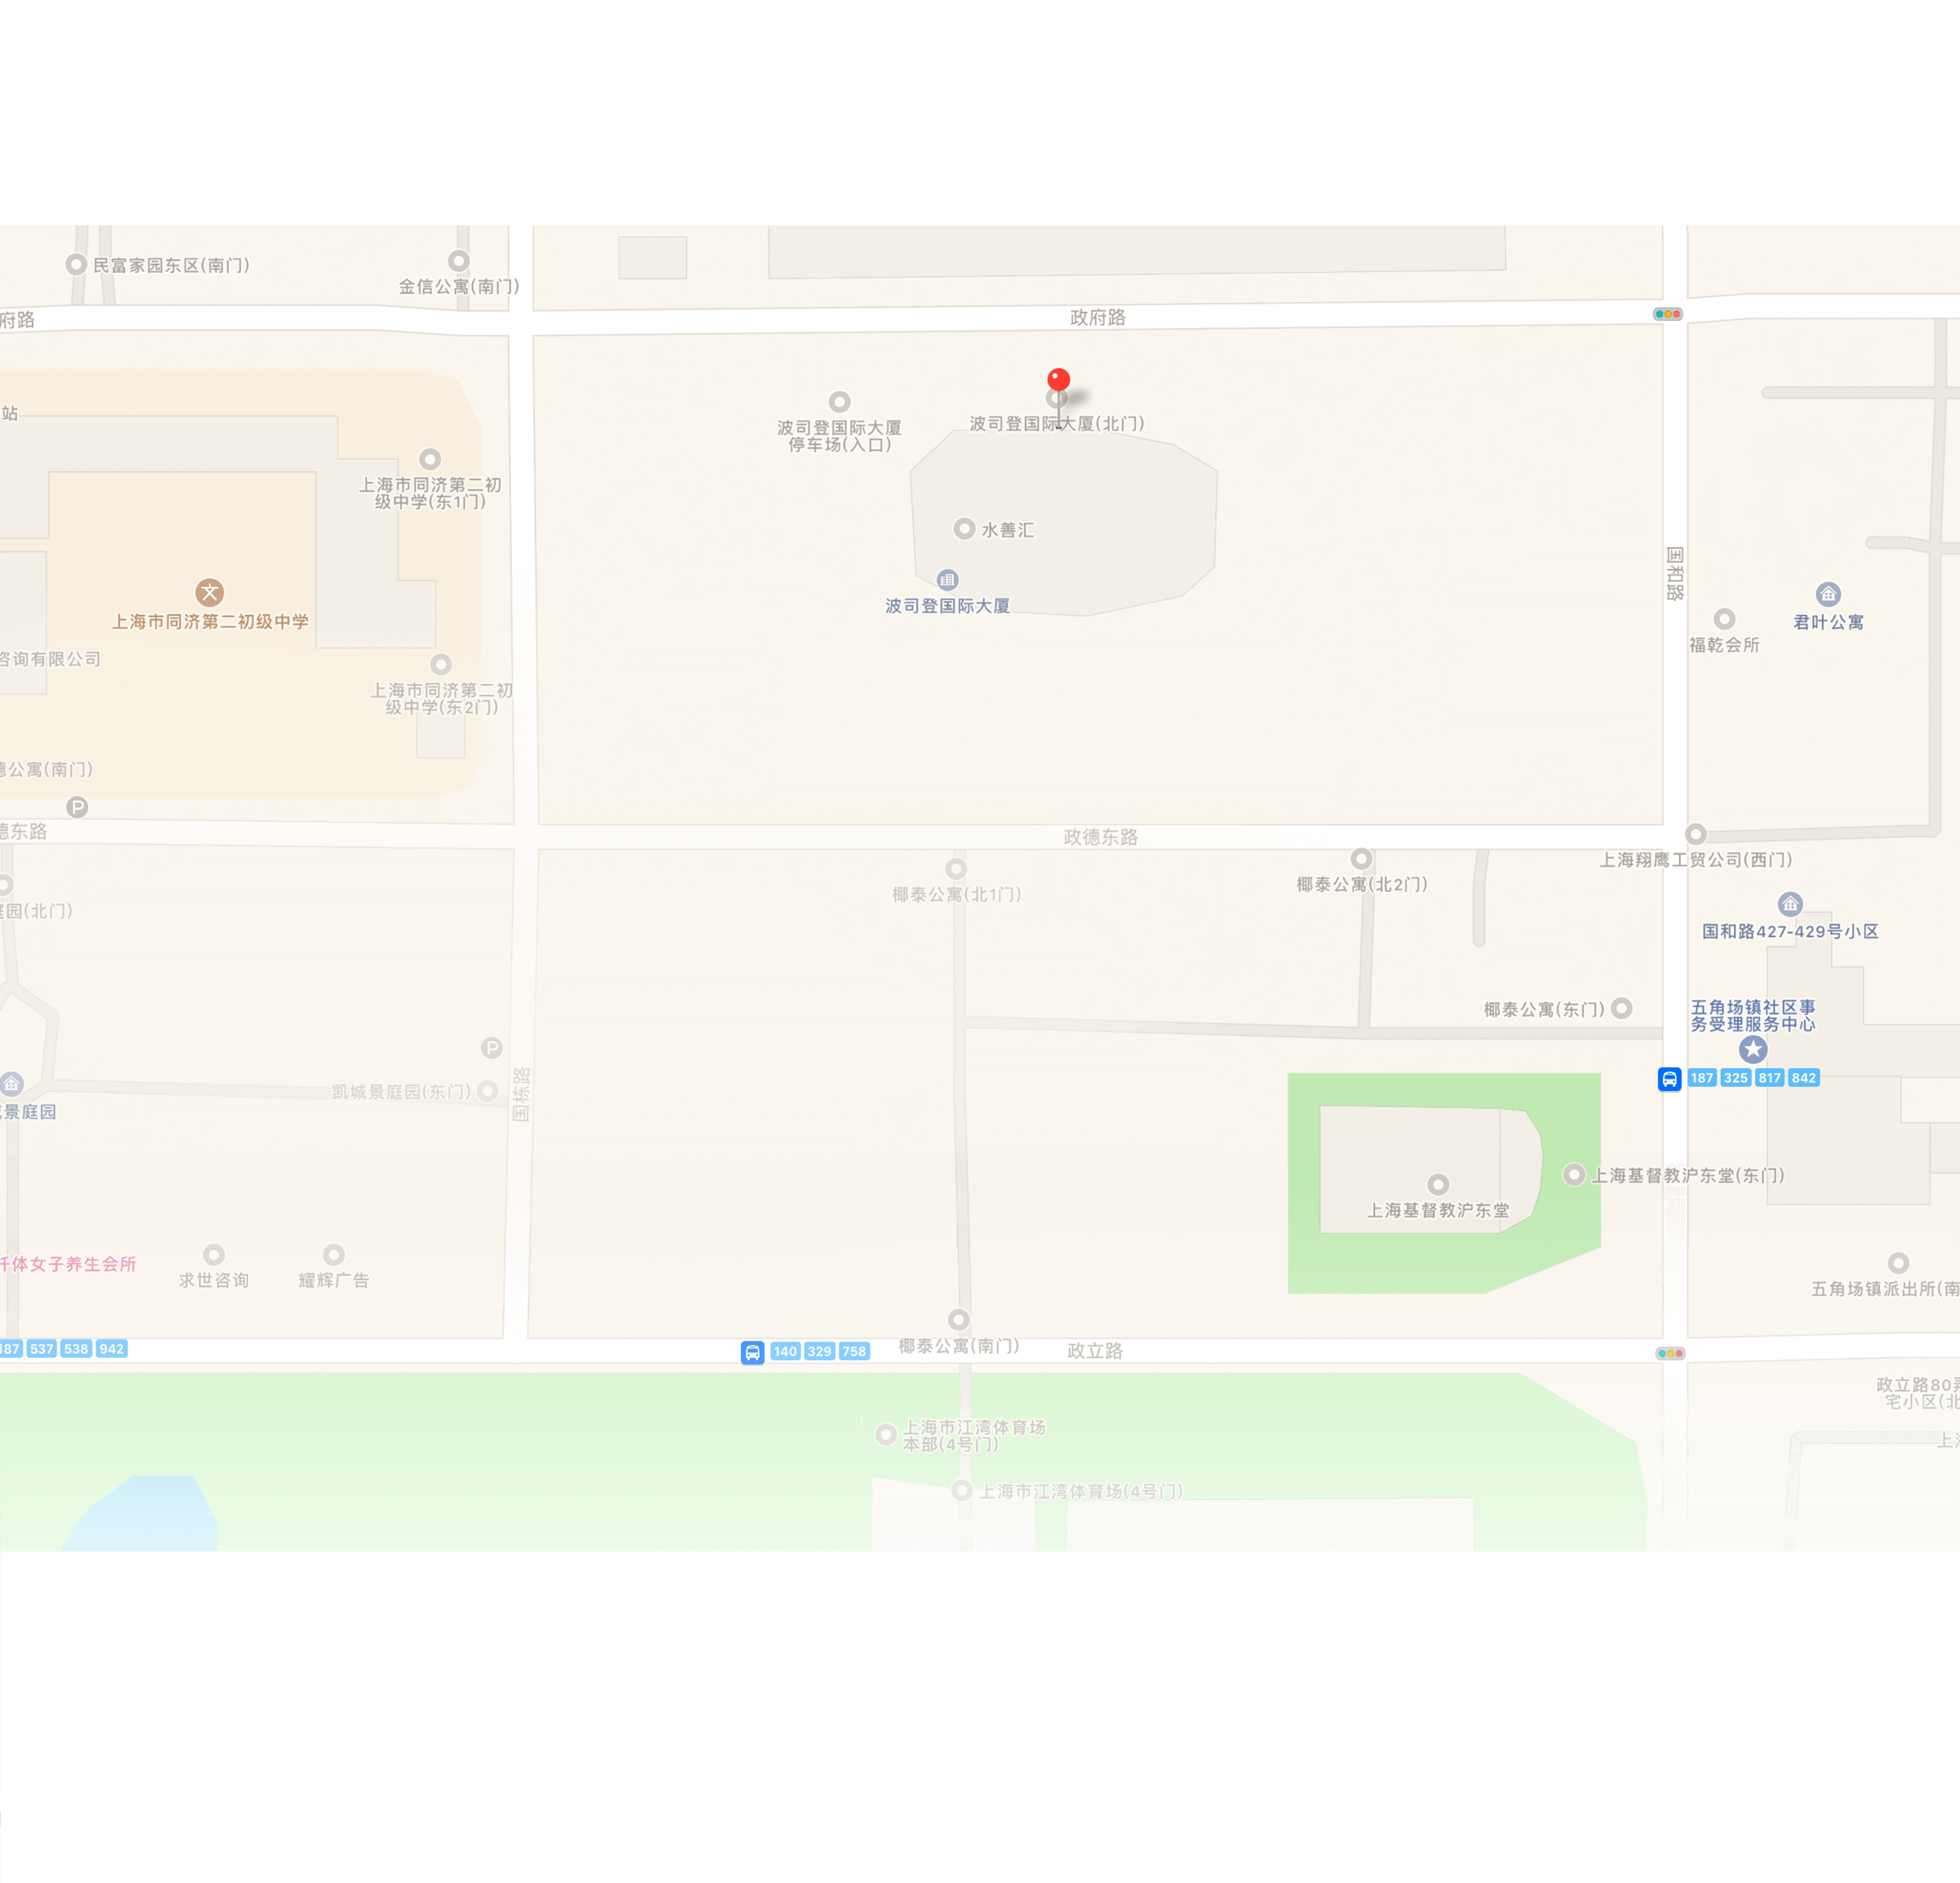 民富家园东区(南门)
金信公寓(南门)
府路
政府路
站
波司登国际大厦
停车场(入口)
波司登国际大厦(北门)
上海市同济第二初
级中学(东1门)
水善汇
波司登国际大厦
国和路
君叶公寓
福乾会所
文
上海市同济第二初级中学
咨询有限公司
上海市同济第二初
级中学(东2门)
德公寓(南门)
P
德东路
政德东路
上海翔鹰工贸公司(西门)
椰泰公寓(北1门)
椰泰公寓(北2门)
庭园(北门)
国和路427-429号小区
椰泰公寓(东门)
五角场镇社区事
务受理服务中心
P
187 325 817 842
凯城景庭园(东门)
国栋路
景庭园
上海基督教沪东堂(东门)
上海基督教沪东堂
体女子养生会所
求世咨询
耀辉广告
五角场镇派出所(南
187 537 538 942
140 329 758
椰泰公寓(南门)
政立路
政立路80弄
宅小区(北
上海市江湾体育场
本部(4号门)
上海
上海市江湾体育场(4号门)